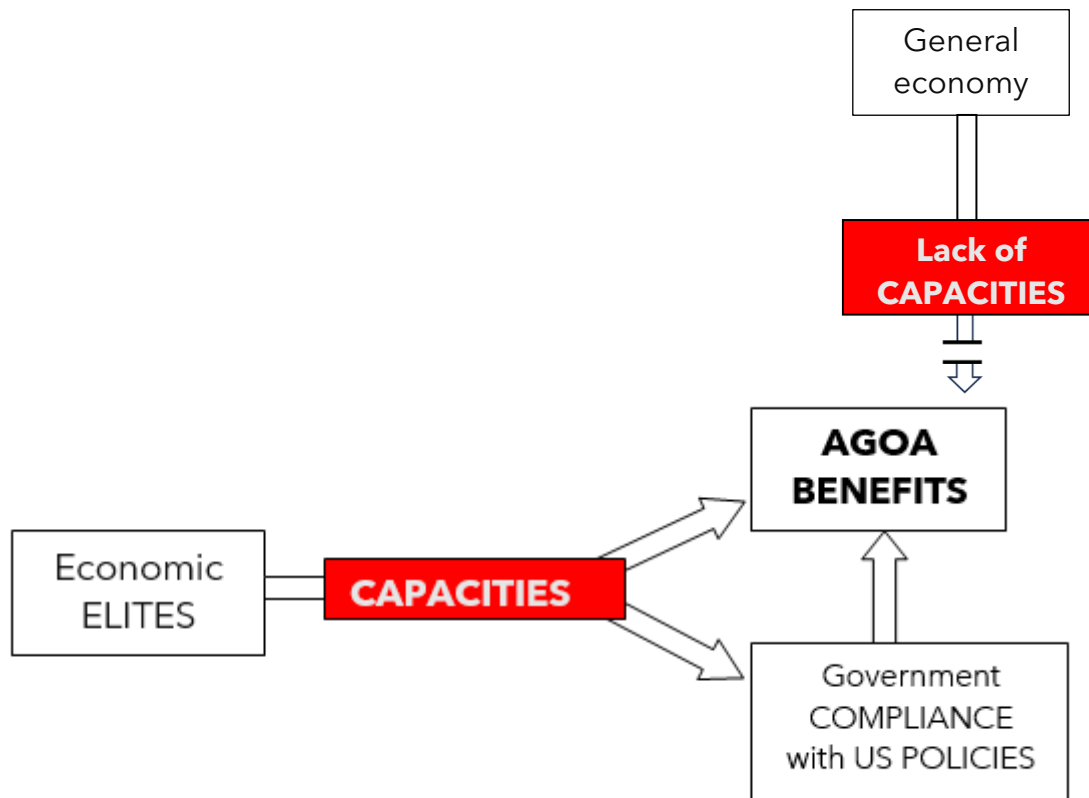 General
economy
Lack of
CAPACITIES
AGOA
BENEFITS
Economic
ELITES
CAPACITIES
Government
COMPLIANCE
with US POLICIES